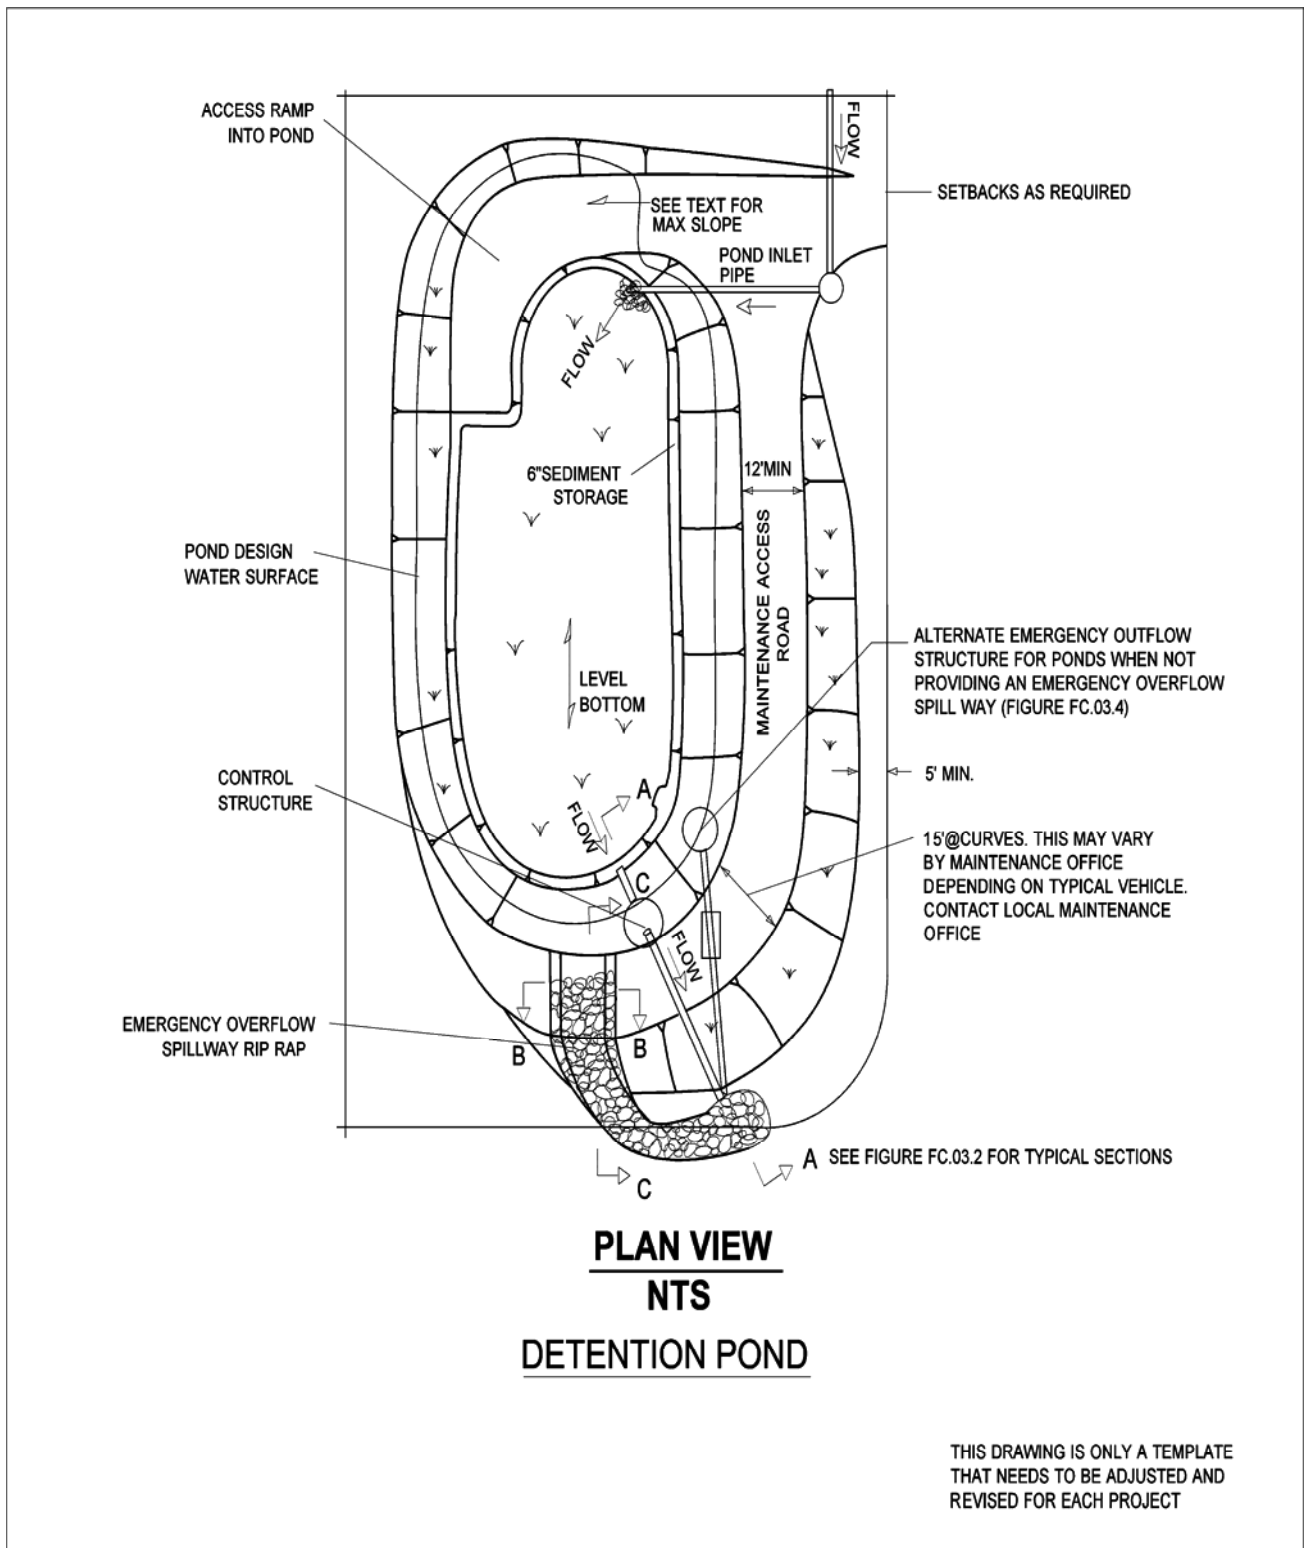 ACCESS RAMP
INTO POND
FLOW
SETBACKS AS REQUIRED
SEE TEXT FOR
MAX SLOPE
POND INLET
PIPE
FLOW
6"SEDIMENT
STORAGE
12'MIN
MAINTENANCE ACCESS
ROAD
POND DESIGN
WATER SURFACE
ALTERNATE EMERGENCY OUTFLOW
STRUCTURE FOR PONDS WHEN NOT
PROVIDING AN EMERGENCY OVERFLOW
SPILL WAY (FIGURE FC.03.4)
LEVEL
BOTTOM
5' MIN.
CONTROL
STRUCTURE
A
FLOW
15'@CURVES. THIS MAY VARY
BY MAINTENANCE OFFICE
DEPENDING ON TYPICAL VEHICLE.
CONTACT LOCAL MAINTENANCE
OFFICE
C
FLOW
EMERGENCY OVERFLOW
SPILLWAY RIP RAP
B
B
A
SEE FIGURE FC.03.2 FOR TYPICAL SECTIONS
C
PLAN VIEW
NTS
DETENTION POND
THIS DRAWING IS ONLY A TEMPLATE
THAT NEEDS TO BE ADJUSTED AND
REVISED FOR EACH PROJECT